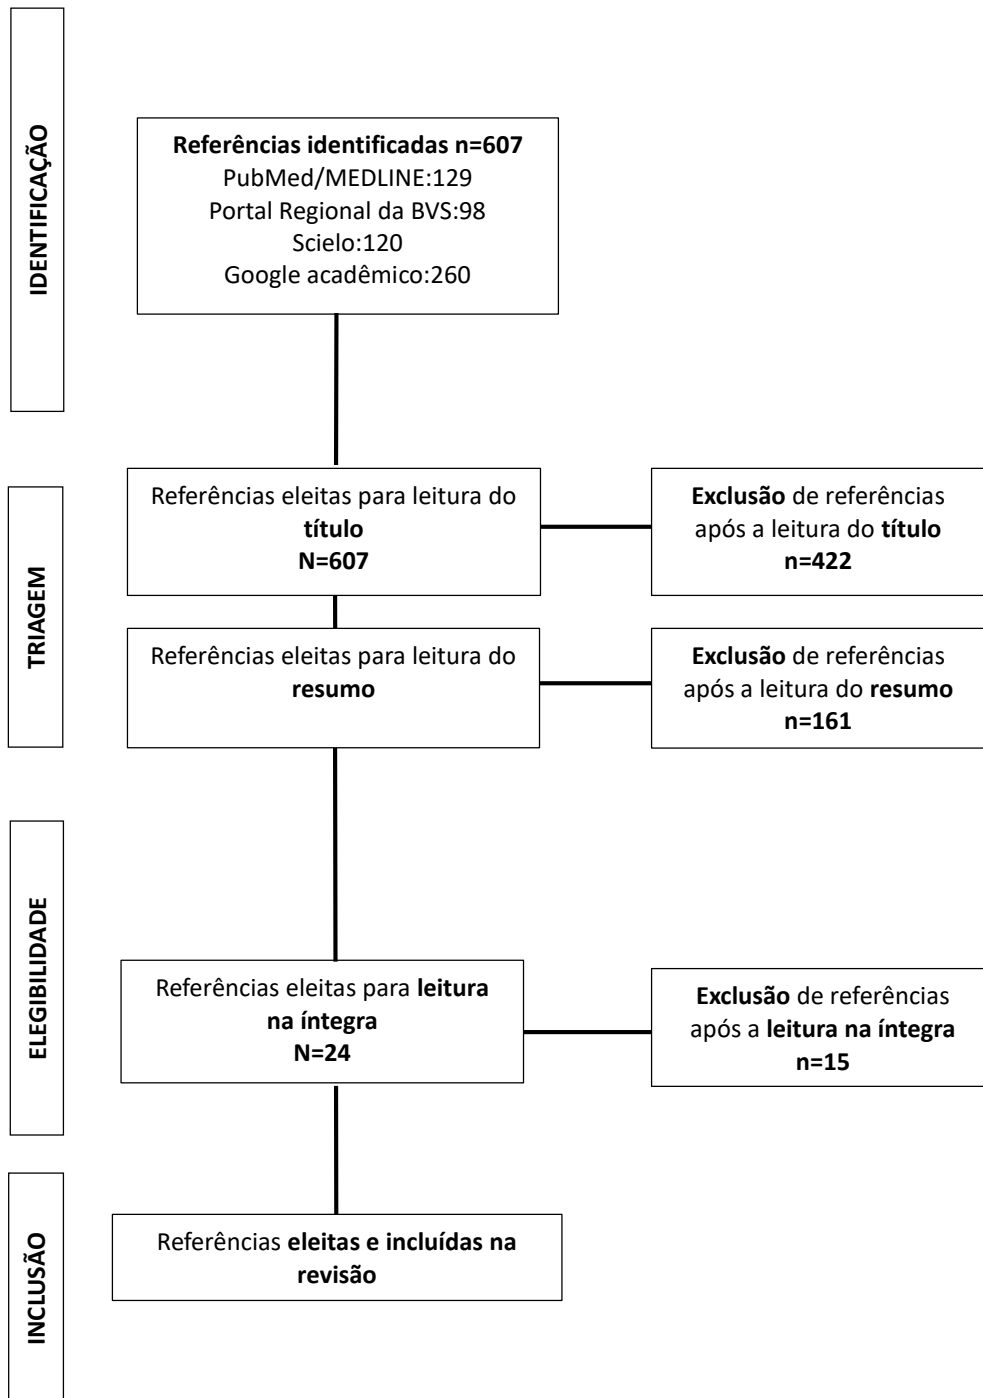 IDENTIFICAÇÃO
Referências identificadas n=607
PubMed/MEDLINE:129
Portal Regional da BVS:98
Scielo:120
Google acadêmico:260
TRIAGEM
Referências eleitas para leitura do
título
N=607
Exclusão de referências
após a leitura do título
n=422
Referências eleitas para leitura do
resumo
Exclusão de referências
após a leitura do resumo
n=161
ELEGIBILIDADE
Referências eleitas para leitura
na íntegra
N=24
Exclusão de referências
após a leitura na íntegra
n=15
INCLUSÃO
Referências eleitas e incluídas na
revisão